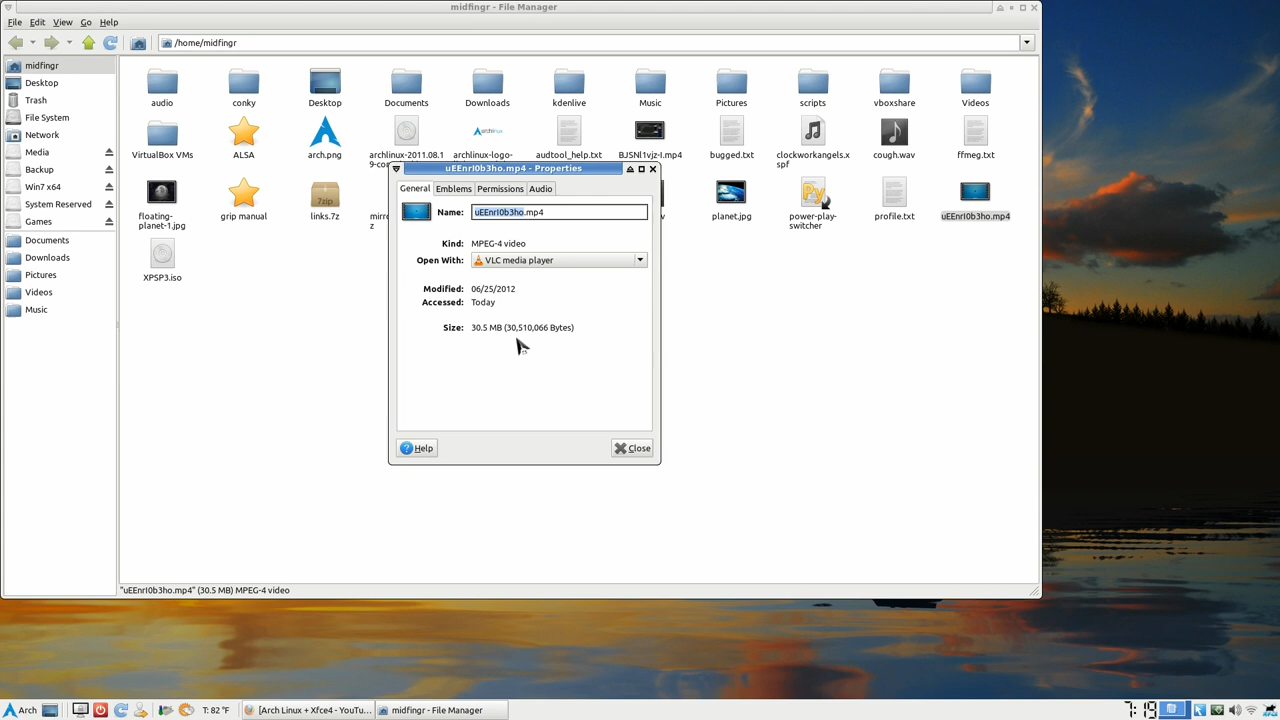 midfingr - File Manager
File Edit View Go Help
/home/midfingr
midfingr
Desktop
Trash
File System
Network
Media
Backup
Win7 x64
System Reserved
Games
Documents
Downloads
Pictures
Videos
Music
audio conky Desktop Documents Downloads kdenlive Music Pictures scripts vboxshare Videos
VirtualBox VMs ALSA arch.png archlinux-2011.08.1 archlinux-logo- audtool_help.txt BJSNl1vjz-I.mp4 bugged.txt clockworkangels.x cough.wav ffmeg.txt
spf
floating- grip manual links.7z planet.jpg power-play- profile.txt uEEnrI0b3ho.mp4
planet-1.jpg switcher
XPSP3.iso
uEEnrI0b3ho.mp4 - Properties
General Emblems Permissions Audio
Name: uEEnrI0b3ho.mp4
Kind: MPEG-4 video
Open With: VLC media player
Modified: 06/25/2012
Accessed: Today
Size: 30.5 MB (30,510,066 Bytes)
Help Close
"uEEnrI0b3ho.mp4" (30.5 MB) MPEG-4 video
Arch T: 82 °F [Arch Linux + Xfce4 - YouTu... midfingr - File Manager 7:19